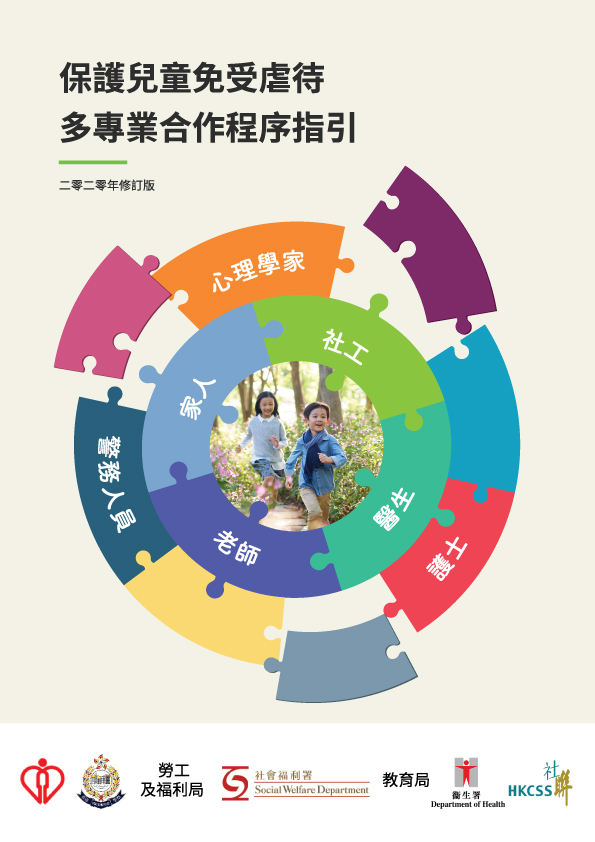 保護兒童免受虐待
多專業合作程序指引
二零二零年修訂版
心理學家
社工
家人
警務人員
醫生
老師
護士
勞工
及福利局
社會福利署
Social Welfare Department
教育局
衞生署
Department of Health
社聯
HKCSS